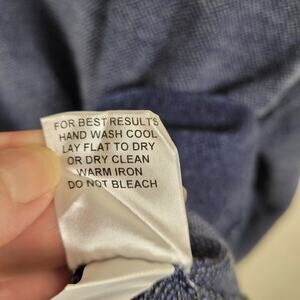 FOR BEST RESULTS
HAND WASH COOL
LAY FLAT TO DRY
OR DRY CLEAN
WARM IRON
DO NOT BLEACH